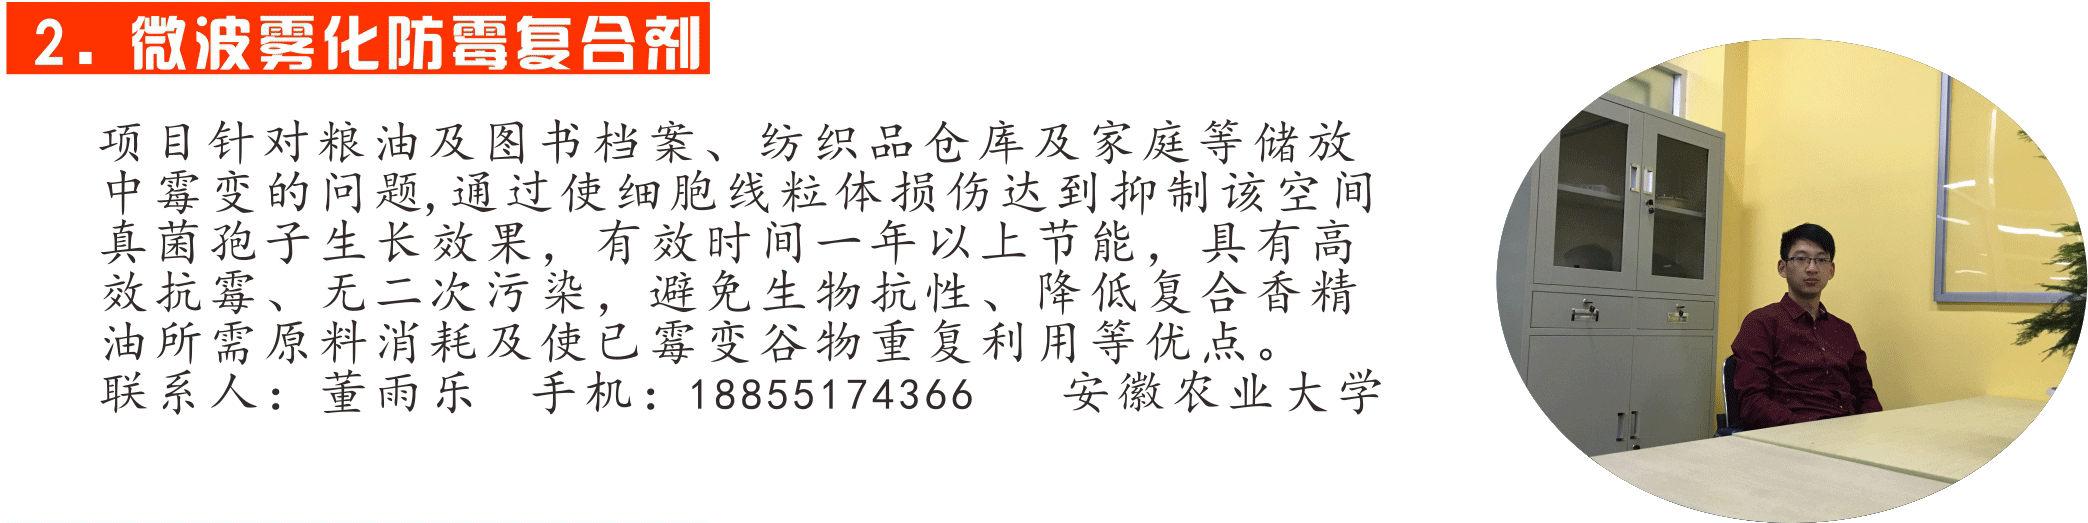 2．微波雾化防霉复合剂
项目针对粮油及图书档案、纺织品仓库及家庭等储放
中霉变的问题,通过使细胞线粒体损伤达到抑制该空间
真菌孢子生长效果，有效时间一年以上节能，具有高
效抗霉、无二次污染，避免生物抗性、降低复合香精
油所需原料消耗及使已霉变谷物重复利用等优点。
联系人：董雨乐 手机：18855174366 安徽农业大学